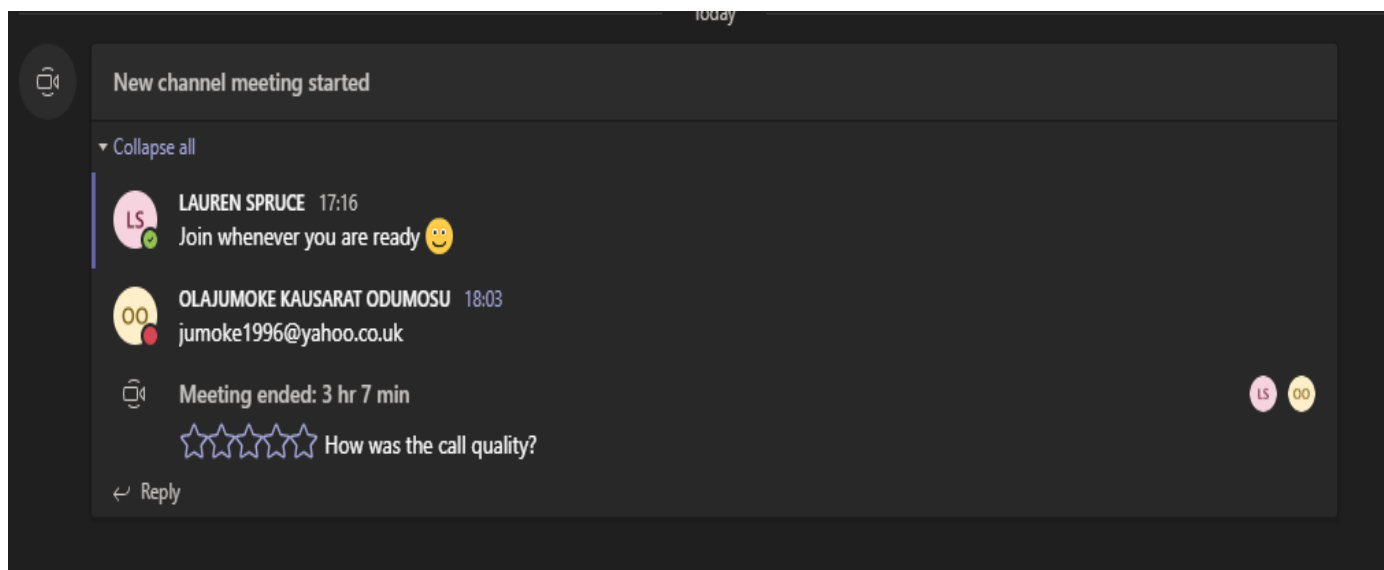 Today
New channel meeting started
Collapse all
LS
LAUREN SPRUCE 17:16
Join whenever you are ready
OO
OLAJUMOKE KAUSARAT ODUMOSU 18:03
jumoke1996@yahoo.co.uk
Meeting ended: 3 hr 7 min
LS OO
How was the call quality?
Reply